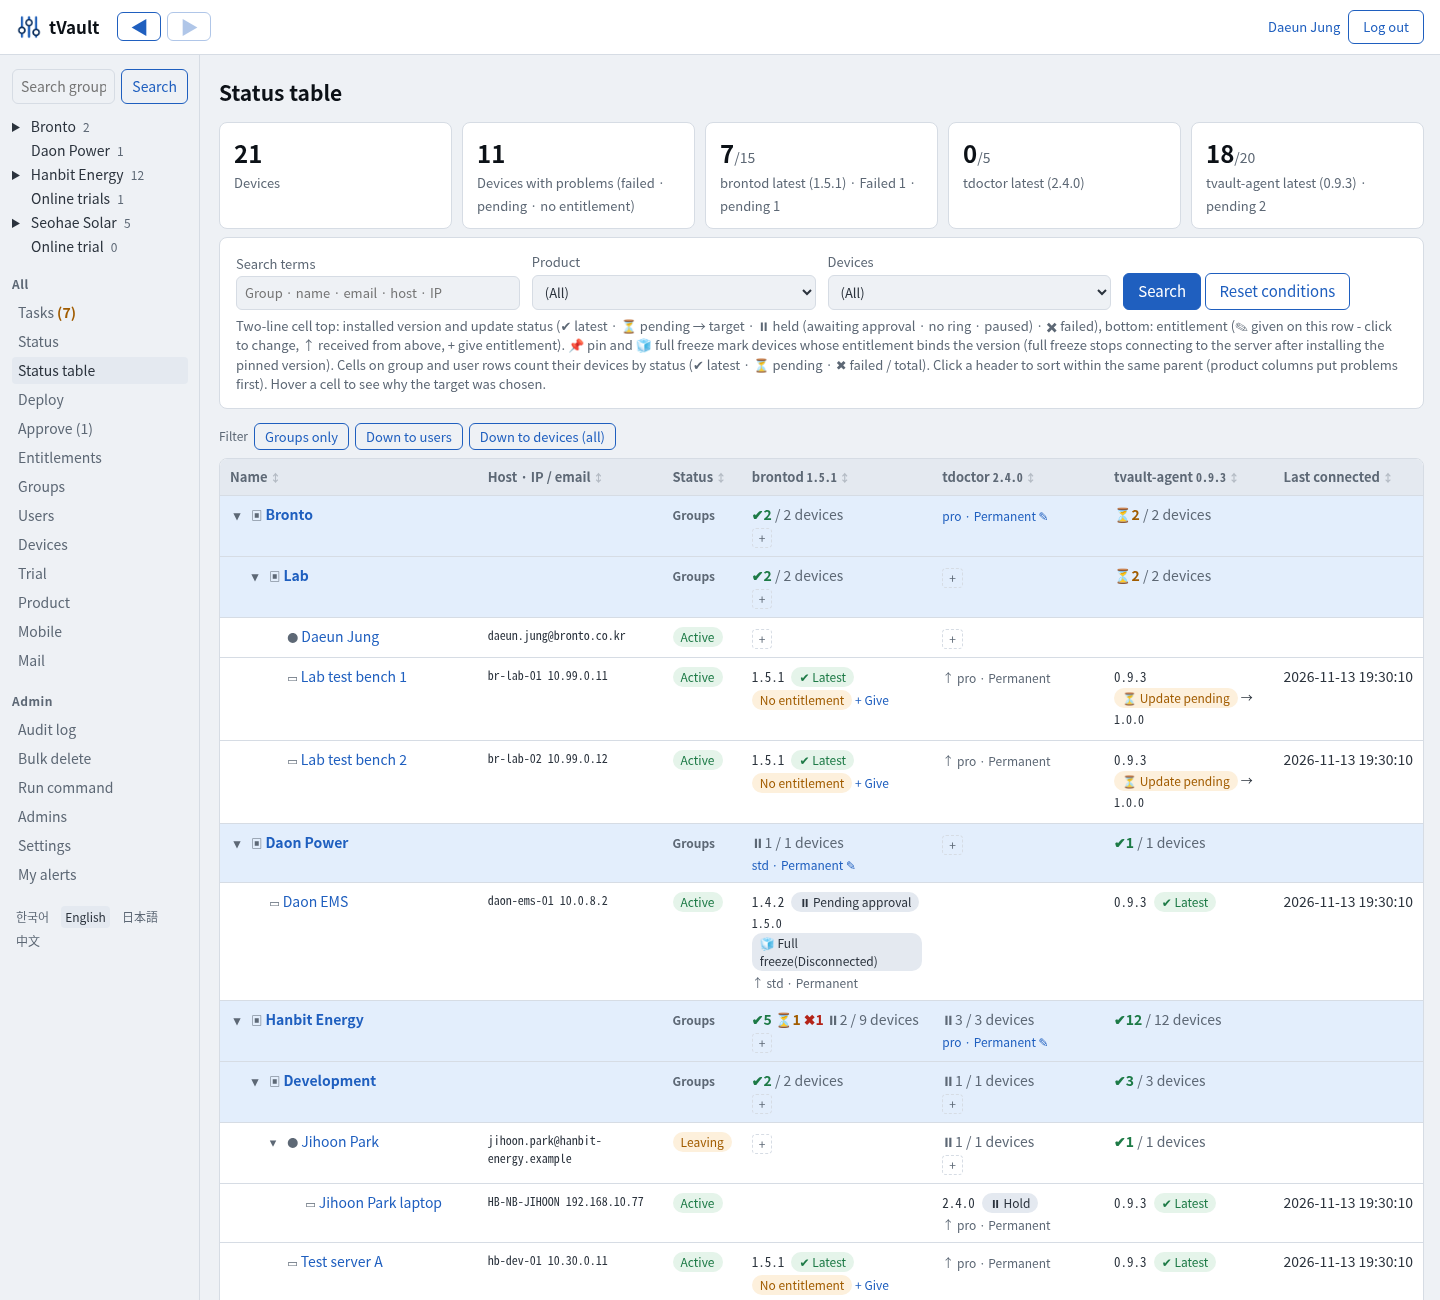 tVault
Daeun Jung
Log out
Search group
Search
Bronto 2
Daon Power 1
Hanbit Energy 12
Online trials 1
Seohae Solar 5
Online trial 0
All
Tasks (7)
Status
Status table
Deploy
Approve (1)
Entitlements
Groups
Users
Devices
Trial
Product
Mobile
Mail
Admin
Audit log
Bulk delete
Run command
Admins
Settings
My alerts
한국어 English 日本語
中文
Status table
21
Devices
11
Devices with problems (failed ·
pending · no entitlement)
7/15
brontod latest (1.5.1) · Failed 1 ·
pending 1
0/5
tdoctor latest (2.4.0)
18/20
tvault-agent latest (0.9.3) ·
pending 2
Search terms
Group · name · email · host · IP
Product
(All)
Devices
(All)
Search
Reset conditions
Two-line cell top: installed version and update status (✔ latest · ⏳ pending → target · ⏸ held (awaiting approval · no ring · paused) · ✖ failed), bottom: entitlement (✎ given on this row - click
to change, ↑ received from above, + give entitlement). 📌 pin and 🧊 full freeze mark devices whose entitlement binds the version (full freeze stops connecting to the server after installing the
pinned version). Cells on group and user rows count their devices by status (✔ latest · ⏳ pending · ✖ failed / total). Click a header to sort within the same parent (product columns put problems
first). Hover a cell to see why the target was chosen.
Filter
Groups only
Down to users
Down to devices (all)
Name ↕ Host · IP / email ↕ Status ↕ brontod 1.5.1 ↕ tdoctor 2.4.0 ↕ tvault-agent 0.9.3 ↕ Last connected ↕
▼ Bronto Groups ✔2 / 2 devices pro · Permanent ✎ ⏳2 / 2 devices
+
▼ Lab Groups ✔2 / 2 devices + ⏳2 / 2 devices
+
Daeun Jung daeun.jung@bronto.co.kr Active + +
Lab test bench 1 br-lab-01 10.99.0.11 Active 1.5.1 ✔ Latest ↑ pro · Permanent 0.9.3 2026-11-13 19:30:10
No entitlement + Give ⏳ Update pending →
1.0.0
Lab test bench 2 br-lab-02 10.99.0.12 Active 1.5.1 ✔ Latest ↑ pro · Permanent 0.9.3 2026-11-13 19:30:10
No entitlement + Give ⏳ Update pending →
1.0.0
▼ Daon Power Groups ⏸1 / 1 devices + ✔1 / 1 devices
std · Permanent ✎
Daon EMS daon-ems-01 10.0.8.2 Active 1.4.2 ⏸ Pending approval 0.9.3 ✔ Latest 2026-11-13 19:30:10
1.5.0
🧊 Full
freeze(Disconnected)
↑ std · Permanent
▼ Hanbit Energy Groups ✔5 ⏳1 ✖1 ⏸2 / 9 devices ⏸3 / 3 devices ✔12 / 12 devices
+ pro · Permanent ✎
▼ Development Groups ✔2 / 2 devices ⏸1 / 1 devices ✔3 / 3 devices
+ +
▼ Jihoon Park jihoon.park@hanbit- Leaving + ⏸1 / 1 devices ✔1 / 1 devices
energy.example +
Jihoon Park laptop HB-NB-JIHOON 192.168.10.77 Active 2.4.0 ⏸ Hold 0.9.3 ✔ Latest 2026-11-13 19:30:10
↑ pro · Permanent
Test server A hb-dev-01 10.30.0.11 Active 1.5.1 ✔ Latest ↑ pro · Permanent 0.9.3 ✔ Latest 2026-11-13 19:30:10
No entitlement + Give